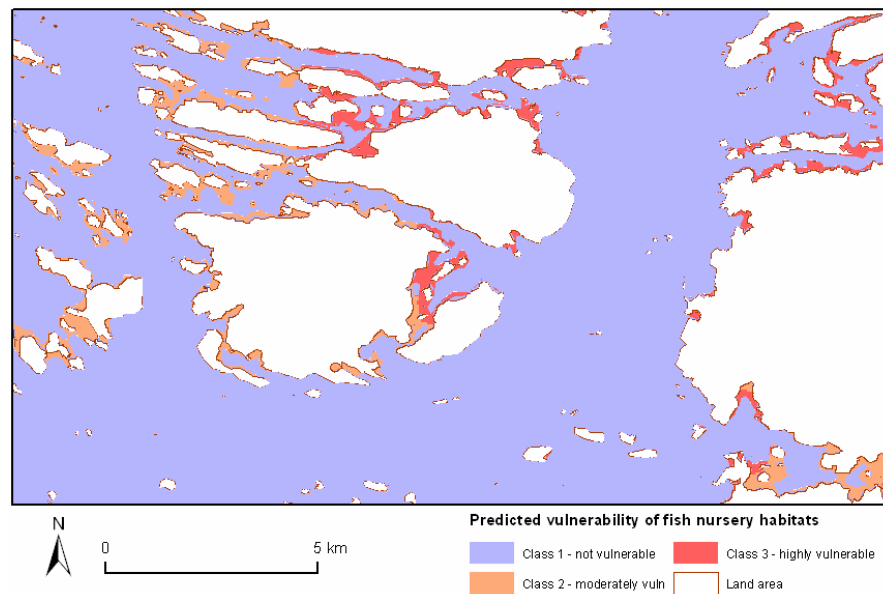 N
0
5 km
Predicted vulnerability of fish nursery habitats
Class 1 - not vulnerable
Class 3 - highly vulnerable
Class 2 - moderately vuln
Land area